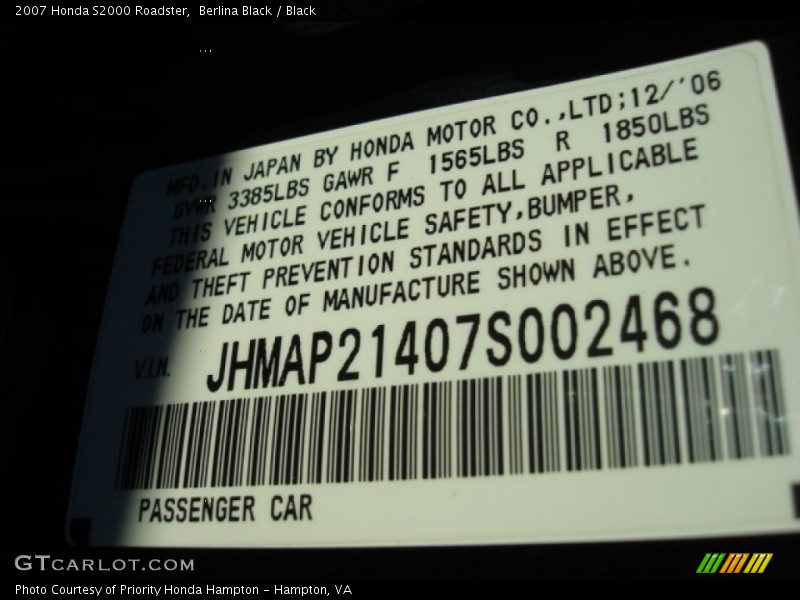 2007 Honda S2000 Roadster,  Berlina Black / Black
MFD.IN JAPAN BY HONDA MOTOR CO.,LTD;12/'06
GVWR 3385LBS GAWR F 1565LBS R 1850LBS
THIS VEHICLE CONFORMS TO ALL APPLICABLE
FEDERAL MOTOR VEHICLE SAFETY,BUMPER,
AND THEFT PREVENTION STANDARDS IN EFFECT
ON THE DATE OF MANUFACTURE SHOWN ABOVE.
V.I.N. JHMAP21407S002468
PASSENGER CAR
GTCARLOT.COM
Photo Courtesy of Priority Honda Hampton - Hampton, VA